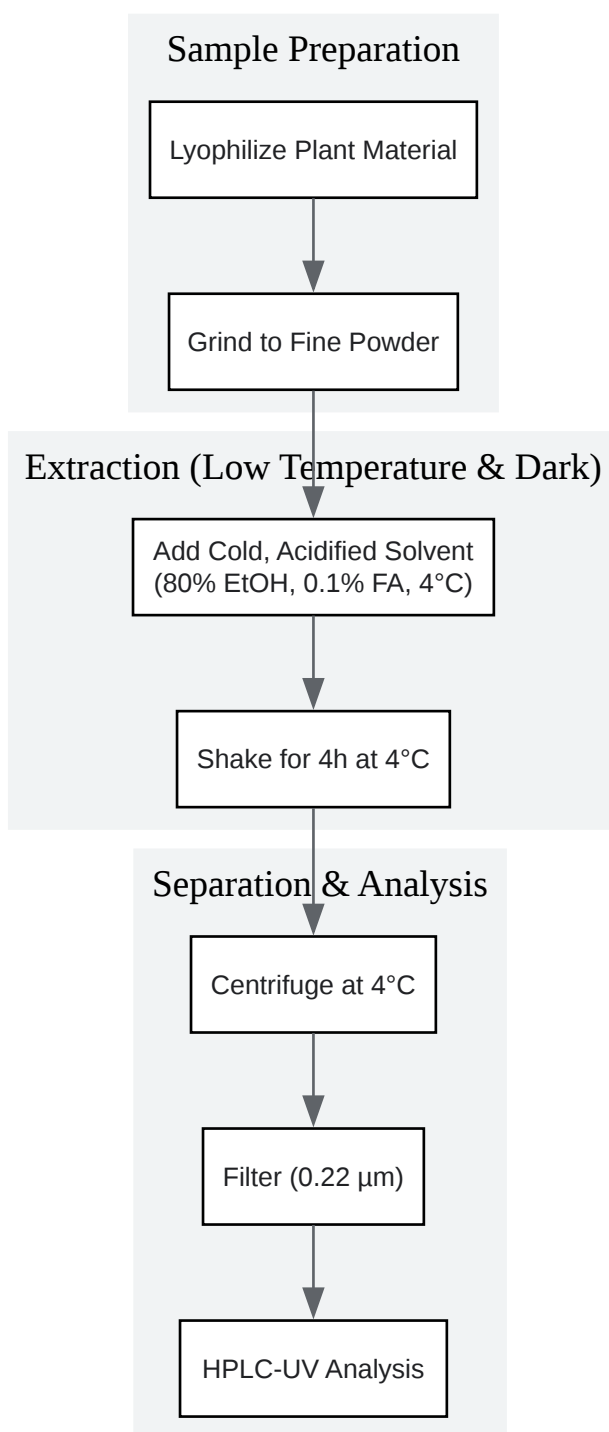 Sample Preparation
Lyophilize Plant Material
Grind to Fine Powder
Extraction (Low Temperature & Dark)
Add Cold, Acidified Solvent
(80% EtOH, 0.1% FA, 4°C)
Shake for 4h at 4°C
Separation & Analysis
Centrifuge at 4°C
Filter (0.22 µm)
HPLC-UV Analysis